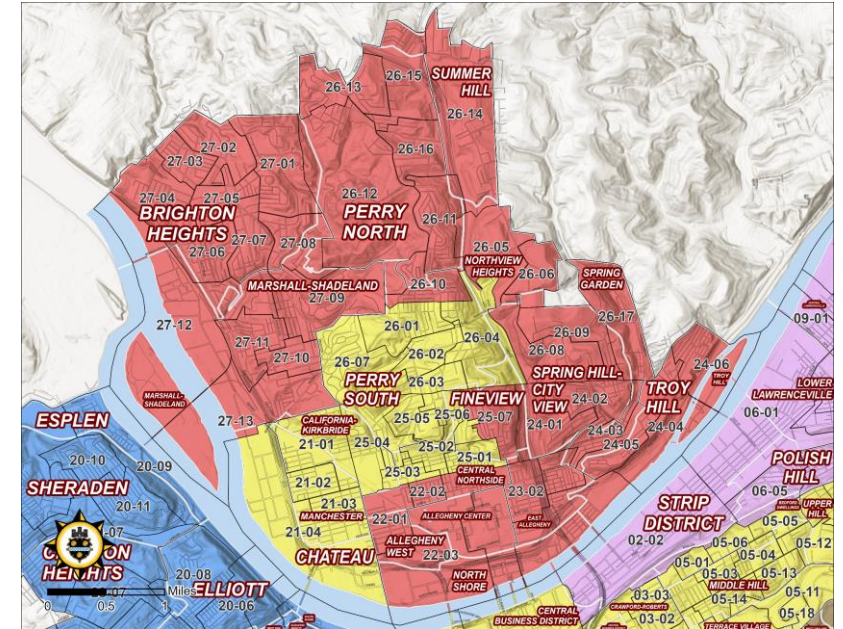 SUMMER
HILL
26-15
26-13
26-14
26-16
27-02
27-03
27-01
27-04
27-05
26-12
BRIGHTON
HEIGHTS
PERRY
NORTH
26-11
27-07
27-08
27-06
26-05
NORTHVIEW
HEIGHTS
26-06
SPRING
GARDEN
MARSHALL-SHADELAND
27-09
26-10
26-17
09-01
27-12
26-01
26-04
26-09
27-11
27-10
26-02
26-08
26-07
24-06
TROY
HILL
PERRY
SOUTH
26-03
SPRING HILL-
CITY
VIEW
TROY
HILL
LOWER
LAWRENCEVILLE
MARSHALL-
SHADELAND
FINEVIEW
24-02
06-01
ESPLEN
27-13
CALIFORNIA-
KIRKBRIDE
25-05
25-06
25-07
24-01
24-03
24-04
21-01
25-04
25-02
24-05
20-10
20-09
25-01
25-03
POLISH
HILL
SHERADEN
21-02
CENTRAL
NORTHSIDE
22-02
23-02
06-05
BEDFORD
DWELLINGS
UPPER
HILL
20-11
21-03
MANCHESTER
22-01
ALLEGHENY CENTER
EAST
ALLEGHENY
STRIP
DISTRICT
05-05
-07
21-04
ALLEGHENY
WEST
02-02
05-06
05-12
CHATEAU
22-03
05-01
05-04
HEIGHTS
20-08
NORTH
SHORE
05-03
05-13
MIDDLE HILL
ELLIOTT
Miles
0
0.5
1
20-06
03-03
05-14
05-11
CRAWFORD-ROBERTS
CENTRAL
BUSINESS DISTRICT
03-02
05-18
TERRACE VILLAGE